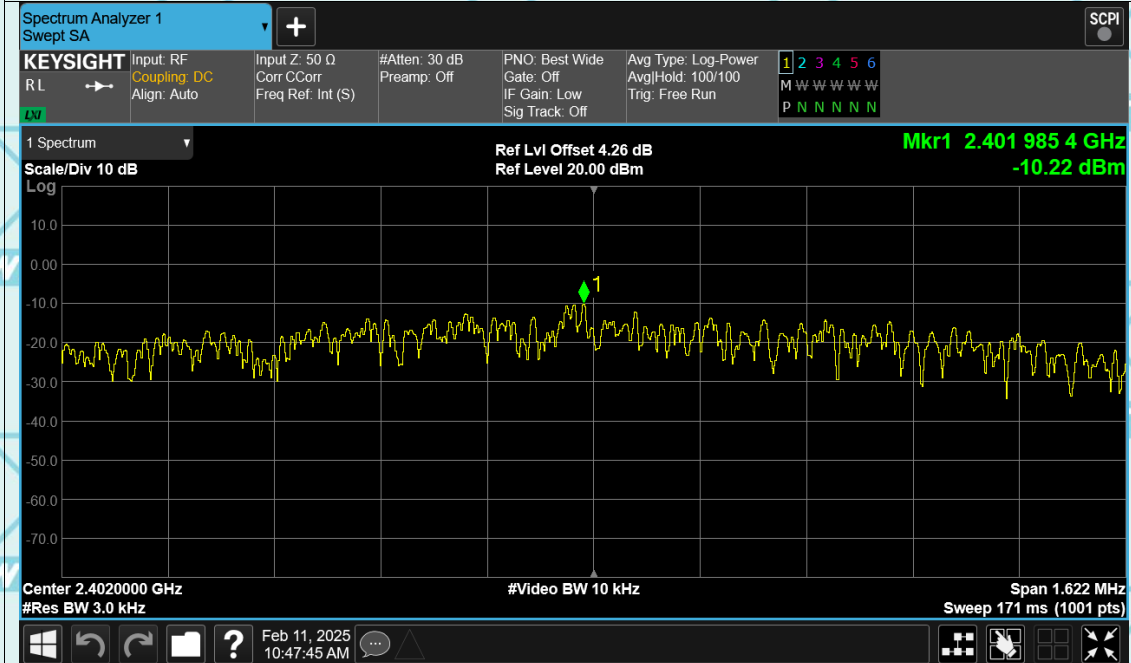 Spectrum Analyzer 1
Swept SA
+
SCPI
KEYSIGHT
R L
LXI
Input: RF
Coupling: DC
Align: Auto
Input Z: 50 Ω
Corr CCorr
Freq Ref: Int (S)
#Atten: 30 dB
Preamp: Off
PNO: Best Wide
Gate: Off
IF Gain: Low
Sig Track: Off
Avg Type: Log-Power
Avg|Hold: 100/100
Trig: Free Run
1 2 3 4 5 6
M W W W W W
P N N N N N
1 Spectrum
Scale/Div 10 dB
Log
Ref Lvl Offset 4.26 dB
Ref Level 20.00 dBm
Mkr1 2.401 985 4 GHz
-10.22 dBm
10.0
0.00
1
-10.0
-20.0
-30.0
-40.0
-50.0
-60.0
-70.0
Center 2.4020000 GHz
#Res BW 3.0 kHz
#Video BW 10 kHz
Span 1.622 MHz
Sweep 171 ms (1001 pts)
?
Feb 11, 2025
10:47:45 AM